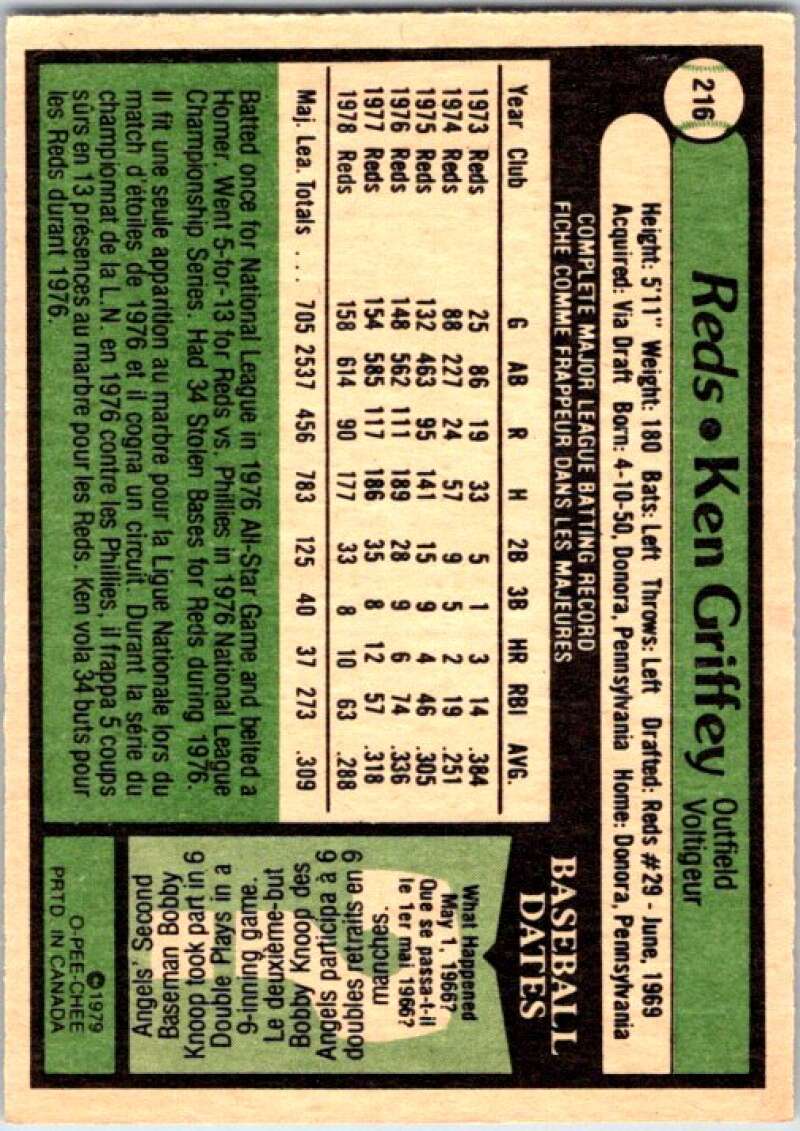 216
Reds • Ken Griffey Outfield
Voltigeur
Height: 5'11" Weight: 180 Bats: Left Throws: Left Drafted: Reds #29 - June, 1969
Acquired: Via Draft Born: 4-10-50, Donora, Pennsylvania Home: Donora, Pennsylvania
COMPLETE MAJOR LEAGUE BATTING RECORD
FICHE COMME FRAPPEUR DANS LES MAJEURES
Year Club G AB R H 2B 3B HR RBI AVG.
1973 Reds 25 86 19 33 5 1 3 14 .384
1974 Reds 88 227 24 57 9 5 2 19 .251
1975 Reds 132 463 95 141 15 9 4 46 .305
1976 Reds 148 562 111 189 28 9 6 74 .336
1977 Reds 154 585 117 186 35 8 12 57 .318
1978 Reds 158 614 90 177 33 8 10 63 .288
Maj. Lea. Totals ... 705 2537 456 783 125 40 37 273 .309
Batted once for National League in 1976 All-Star Game and belted a
Homer. Went 5-for-13 for Reds vs. Phillies in 1976 National League
Championship Series. Had 34 Stolen Bases for Reds during 1976.
Il fit une seule apparition au marbre pour la Ligue Nationale lors du
match d'étoiles de 1976 et il cogna un circuit. Durant la série du
championnat de la L.N. en 1976 contre les Phillies, il frappa 5 coups
sûrs en 13 présences au marbre pour les Reds. Ken vola 34 buts pour
les Reds durant 1976.
BASEBALL
DATES
What Happened
May 1, 1966?
Que se passa-t-il
le 1er mai 1966?
Angels' Second
Baseman Bobby
Knoop took part in 6
Double Plays in a
9-inning game.
Le deuxième-but
Bobby Knoop des
Angels participa à 6
doubles retraits en 9
manches.
©1979
O-PEE-CHEE
PRTD IN CANADA